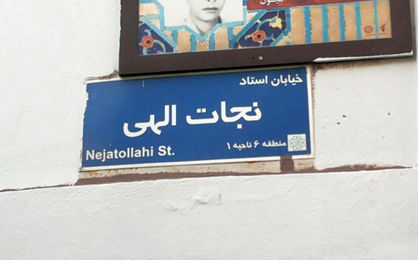 خیابان استاد
نجات الهی
Nejatollahi St.
منطقه ۶ ناحیه ۱